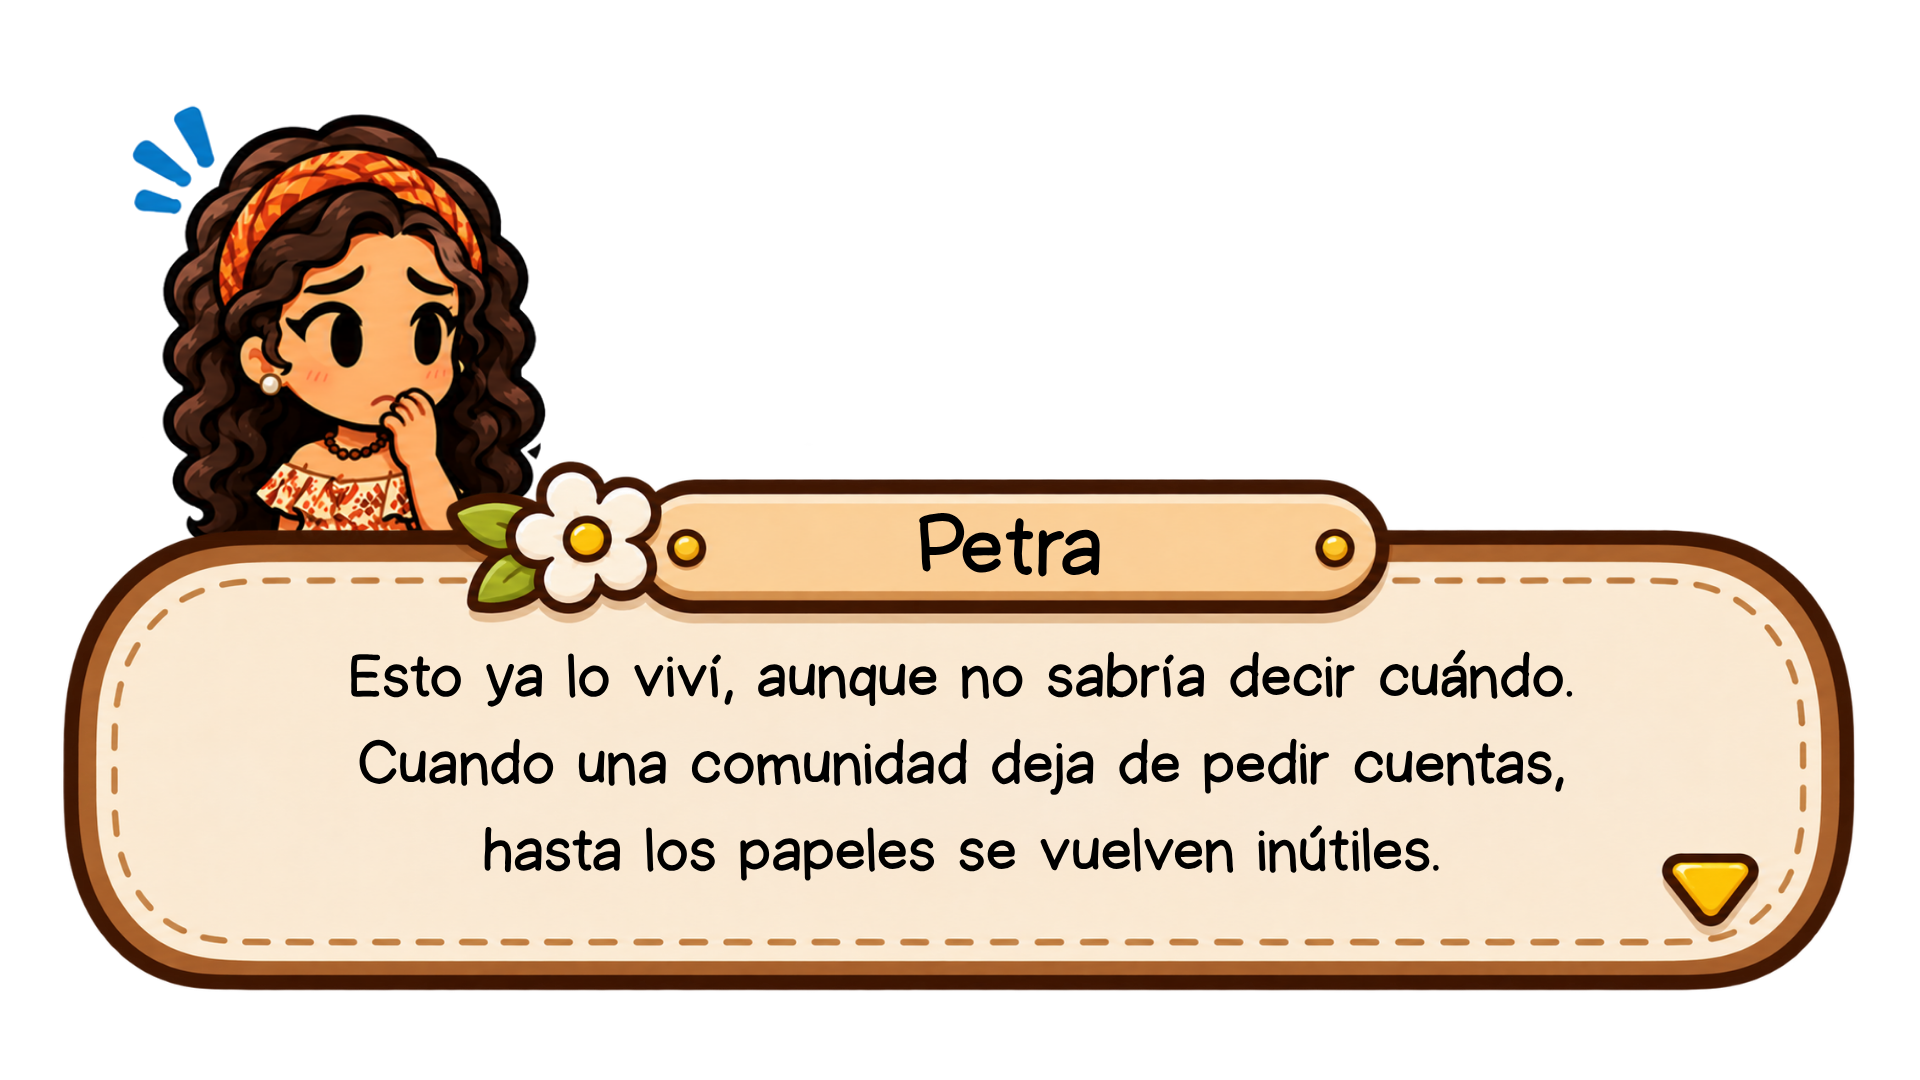 Petra
Esto ya lo viví, aunque no sabría decir cuándo.
Cuando una comunidad deja de pedir cuentas,
hasta los papeles se vuelven inútiles.